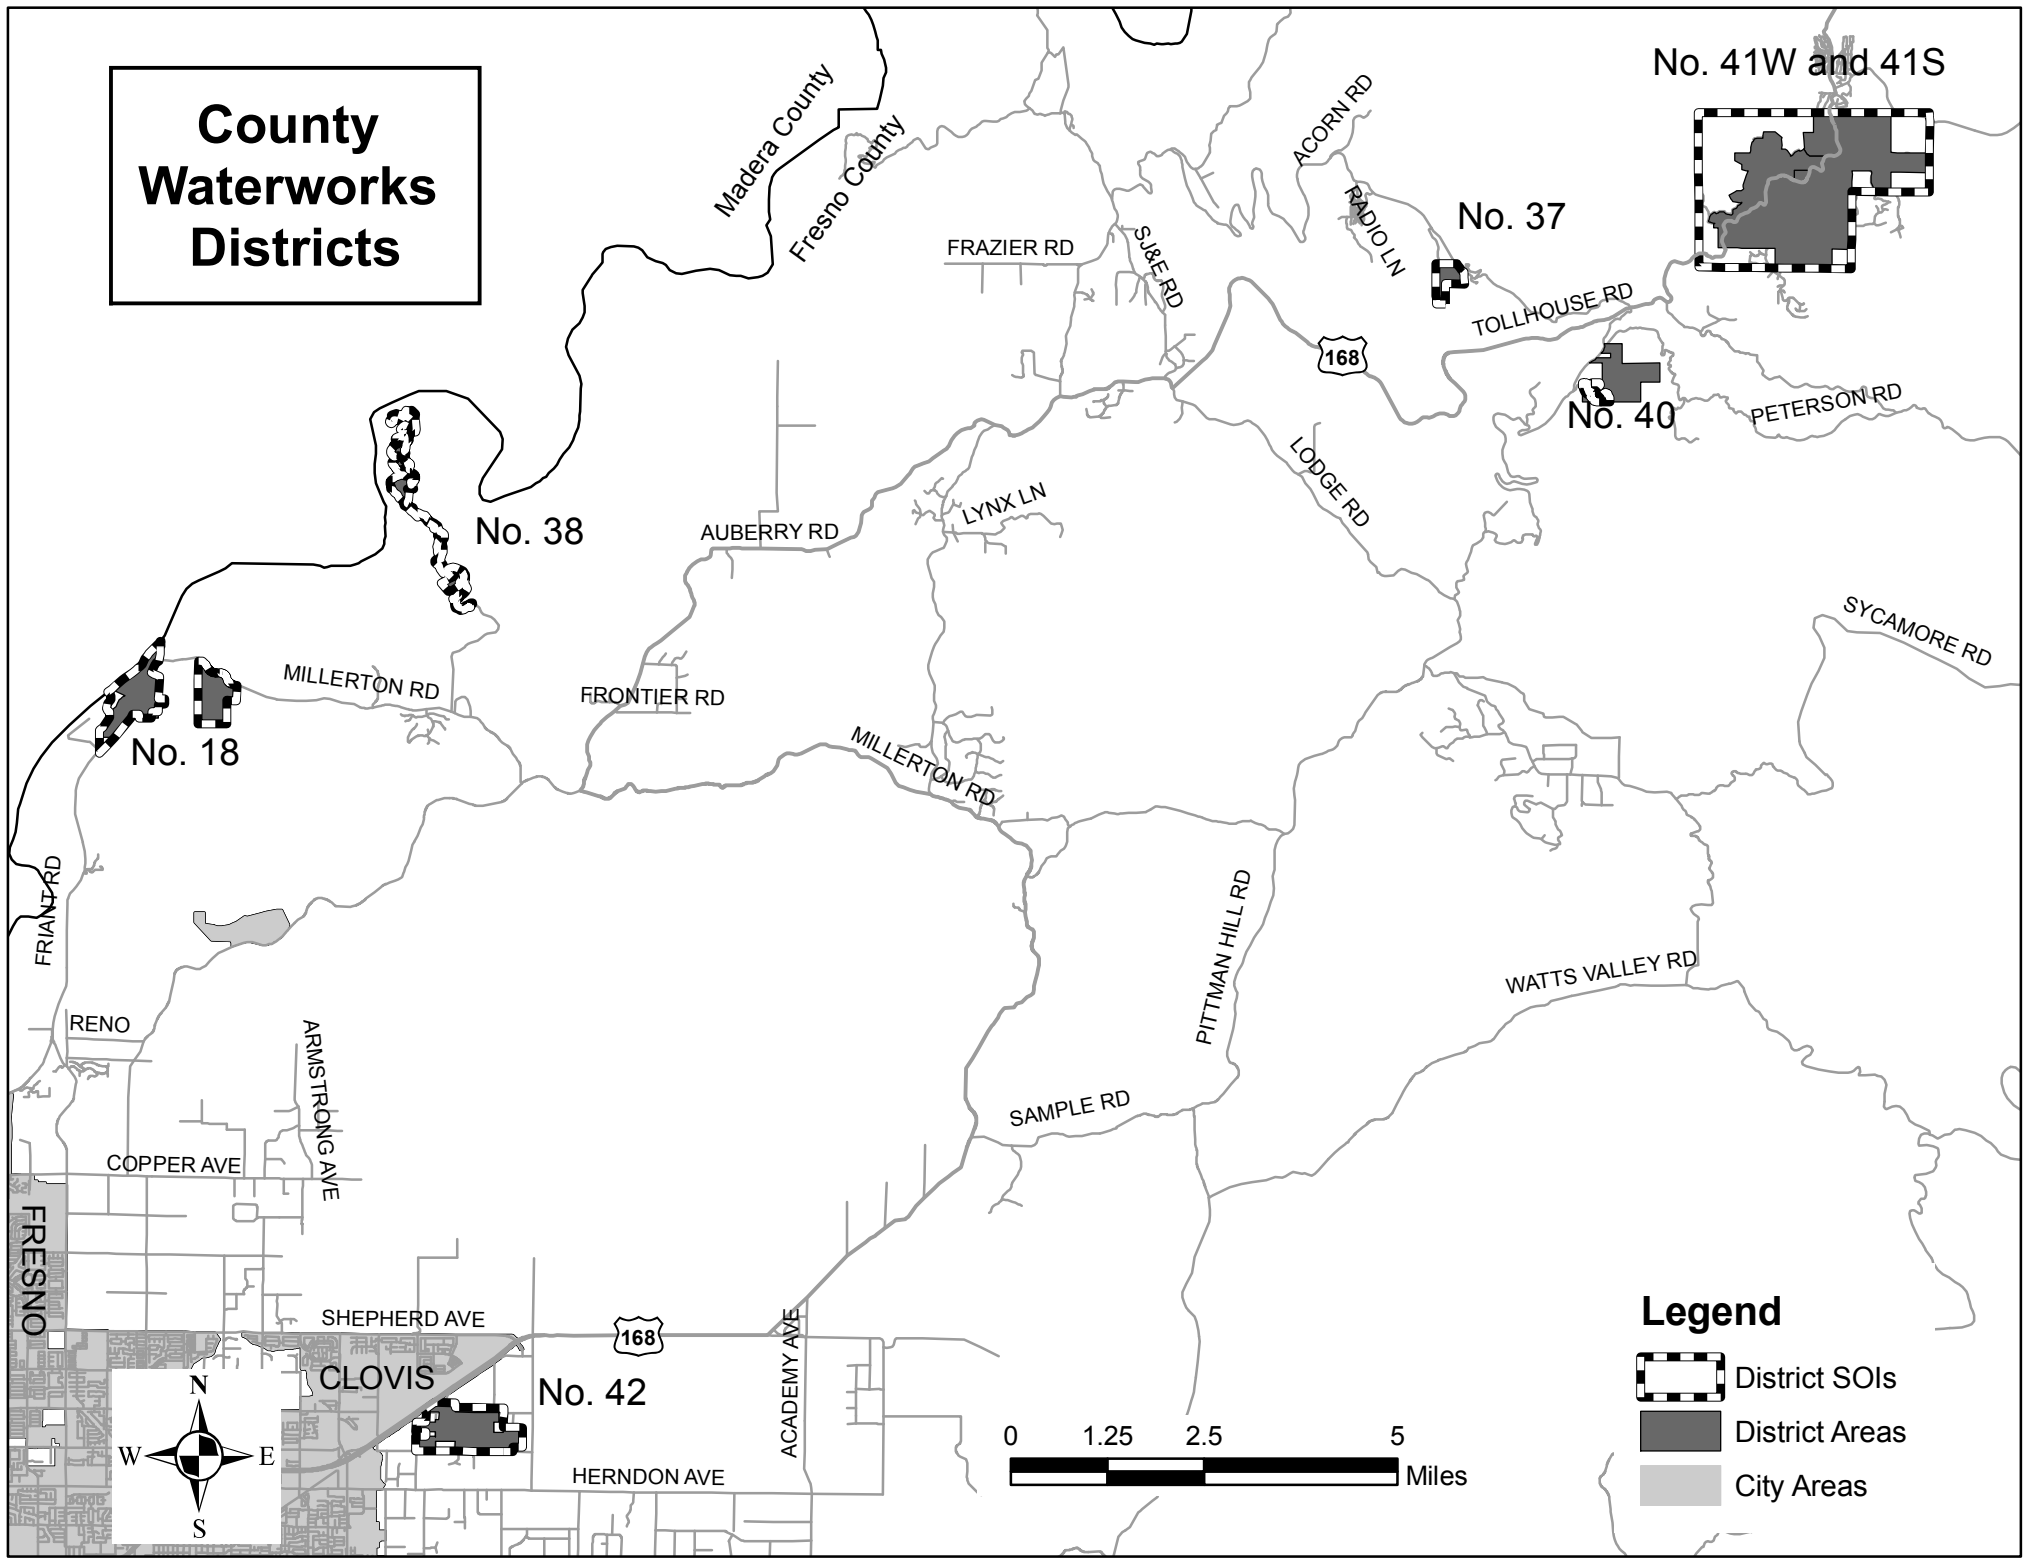 County
Waterworks
Districts
Madera County
Fresno County
No. 41W and 41S
ACORN RD
RADIO LN
No. 37
FRAZIER RD
SJ&E RD
TOLLHOUSE RD
168
No. 40
PETERSON RD
LODGE RD
LYNX LN
No. 38
AUBERRY RD
SYCAMORE RD
MILLERTON RD
FRONTIER RD
No. 18
MILLERTON RD
FRIANT RD
PITTMAN HILL RD
WATTS VALLEY RD
RENO
ARMSTRONG AVE
SAMPLE RD
COPPER AVE
FRESNO
SHEPHERD AVE
168
ACADEMY AVE
CLOVIS
No. 42
HERNDON AVE
N
W
E
S
0 1.25 2.5 5
Miles
Legend
District SOIs
District Areas
City Areas